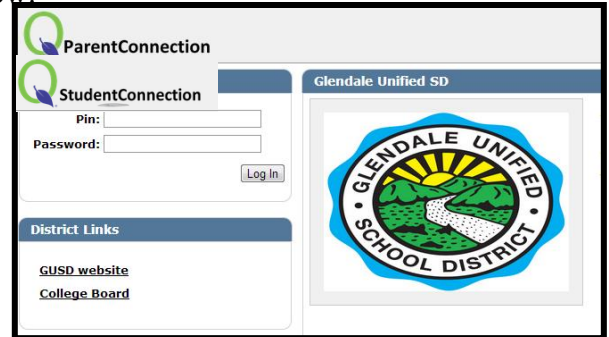 ParentConnection
StudentConnection
Pin:
Password:
Log In
District Links
GUSD website
College Board
Glendale Unified SD
GLENDALE UNIFIED
SCHOOL DISTRICT